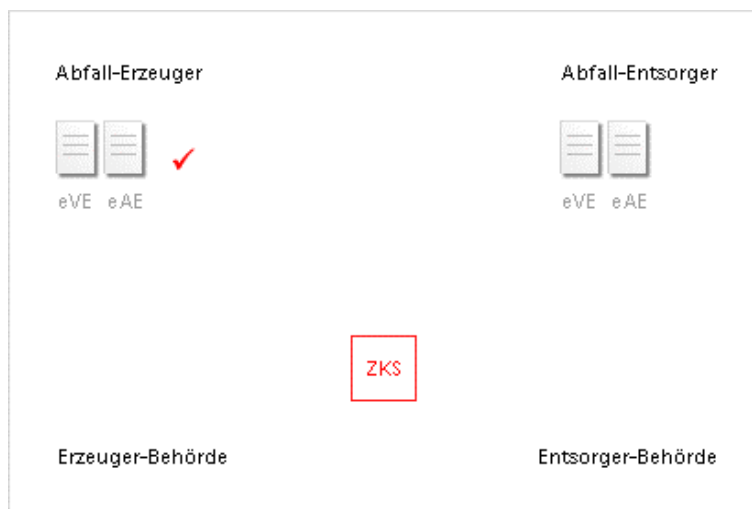 Abfall-Erzeuger
Abfall-Entsorger
eVE eAE
eVE eAE
ZKS
Erzeuger-Behörde
Entsorger-Behörde